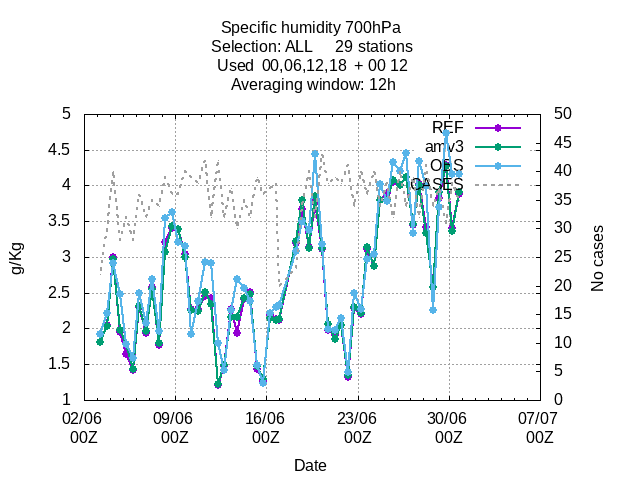 Specific humidity 700hPa
Selection: ALL 29 stations
Used 00,06,12,18 + 00 12
Averaging window: 12h
5
4.5
4
3.5
3
2.5
2
1.5
1
50
45
40
35
30
25
20
15
10
5
0
REF
amv3
OBS
CASES
g/Kg
No cases
02/06 09/06 16/06 23/06 30/06 07/07
00Z 00Z 00Z 00Z 00Z 00Z
Date